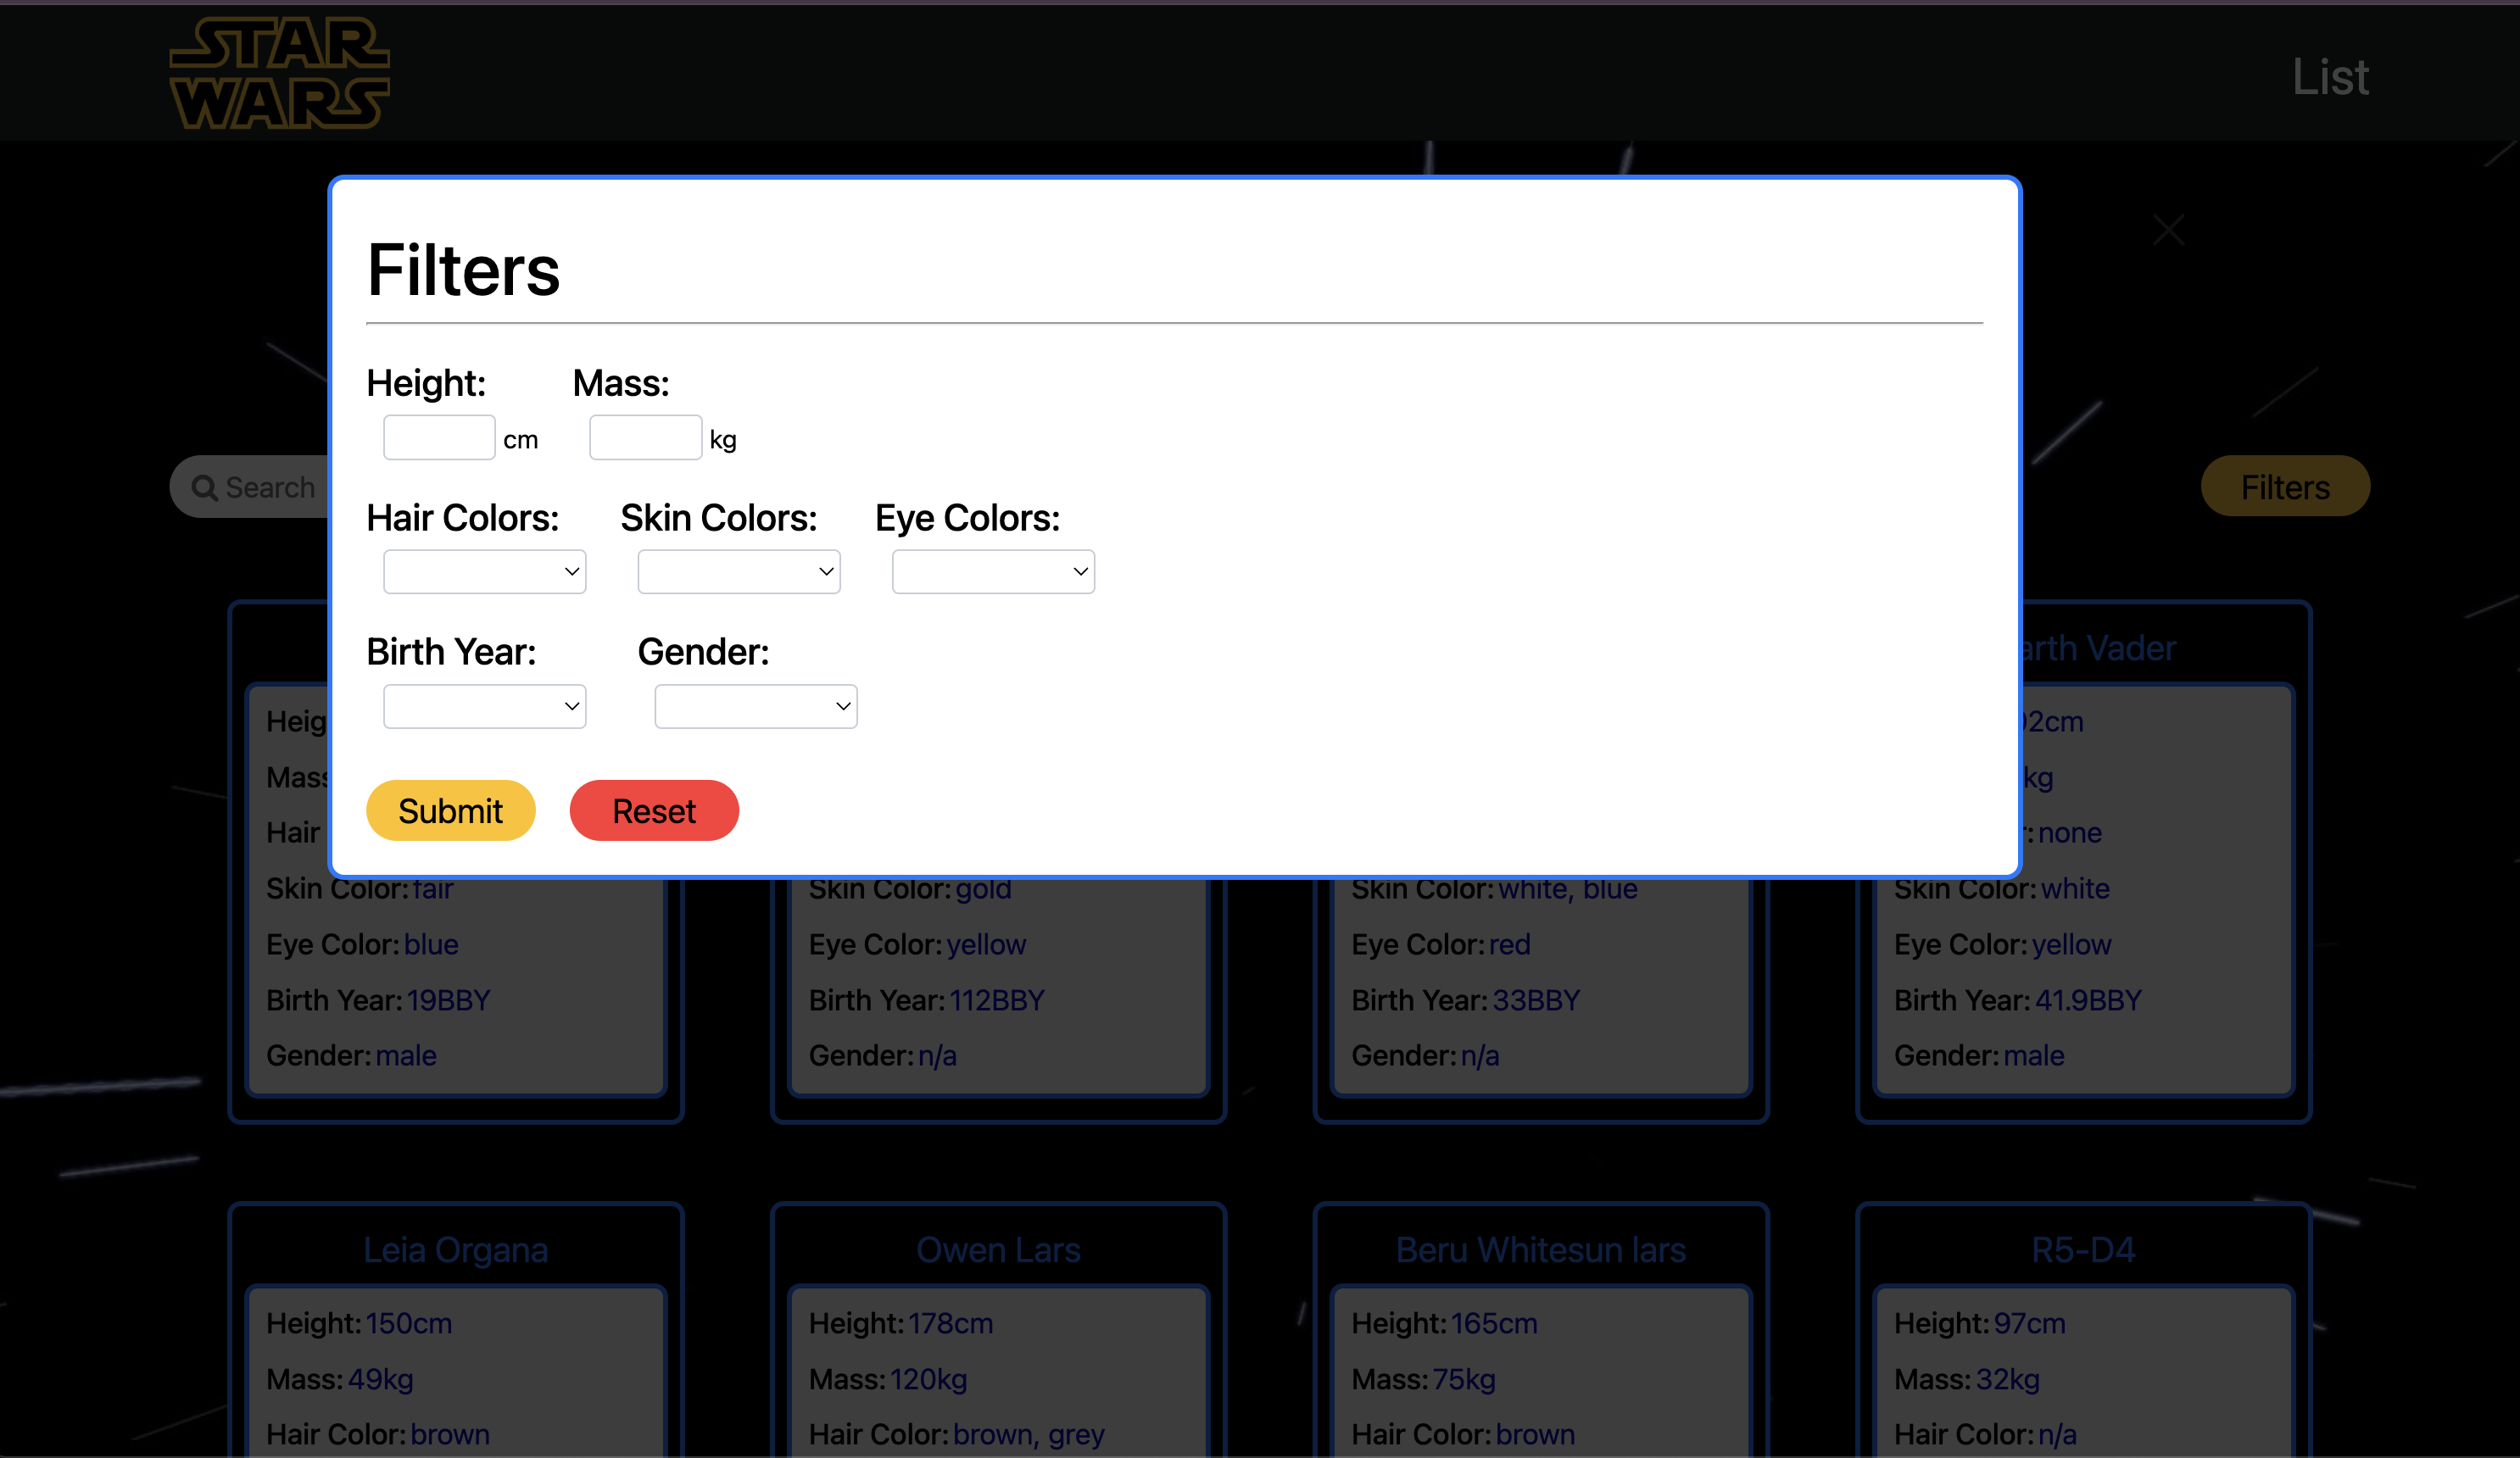 STAR
WARS
List
Filters
Height: Mass:
cm kg
Search
Filters
Hair Colors: Skin Colors: Eye Colors:
Birth Year: Gender:
Submit Reset
arth Vader
Heig
02cm
Mass
kg
Hair
r: none
Skin Color: fair
Eye Color: blue
Birth Year: 19BBY
Gender: male
Skin Color: gold
Eye Color: yellow
Birth Year: 112BBY
Gender: n/a
Skin Color: white, blue
Eye Color: red
Birth Year: 33BBY
Gender: n/a
Skin Color: white
Eye Color: yellow
Birth Year: 41.9BBY
Gender: male
Leia Organa
Height: 150cm
Mass: 49kg
Hair Color: brown
Owen Lars
Height: 178cm
Mass: 120kg
Hair Color: brown, grey
Beru Whitesun lars
Height: 165cm
Mass: 75kg
Hair Color: brown
R5-D4
Height: 97cm
Mass: 32kg
Hair Color: n/a